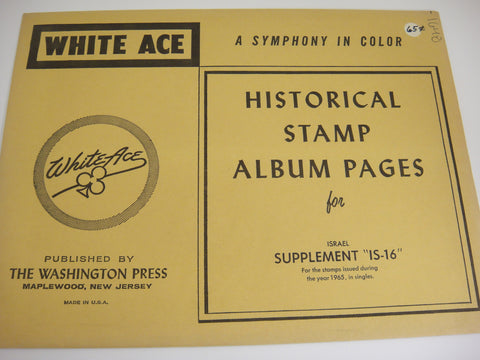 WHITE ACE
A SYMPHONY IN COLOR
65¢
HISTORICAL
STAMP
ALBUM PAGES
for
ISRAEL
SUPPLEMENT "IS-16"
For the stamps issued during
the year 1965, in singles.
White Ace
PUBLISHED BY
THE WASHINGTON PRESS
MAPLEWOOD, NEW JERSEY
MADE IN U.S.A.